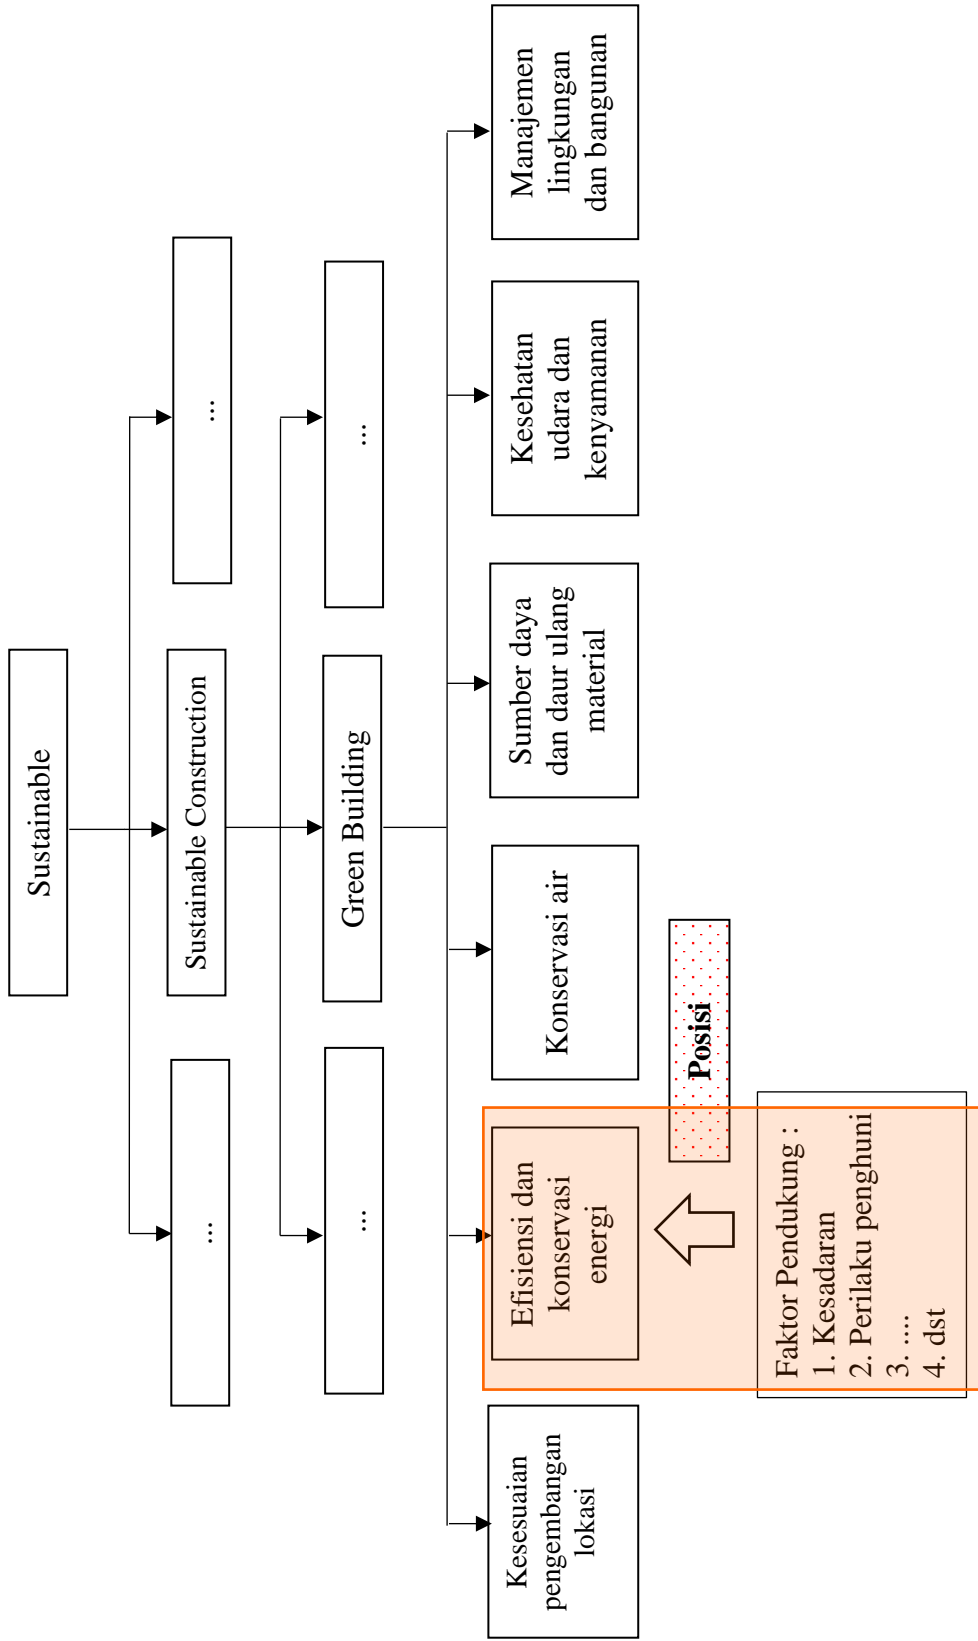 Sustainable
...
Sustainable Construction
...
...
Green Building
...
Kesesuaian
pengembangan
lokasi
Efisiensi dan
konservasi
energi
Konservasi air
Sumber daya
dan daur ulang
material
Kesehatan
udara dan
kenyamanan
Manajemen
lingkungan
dan bangunan
Posisi
Faktor Pendukung :
1. Kesadaran
2. Perilaku penghuni
3. ....
4. dst